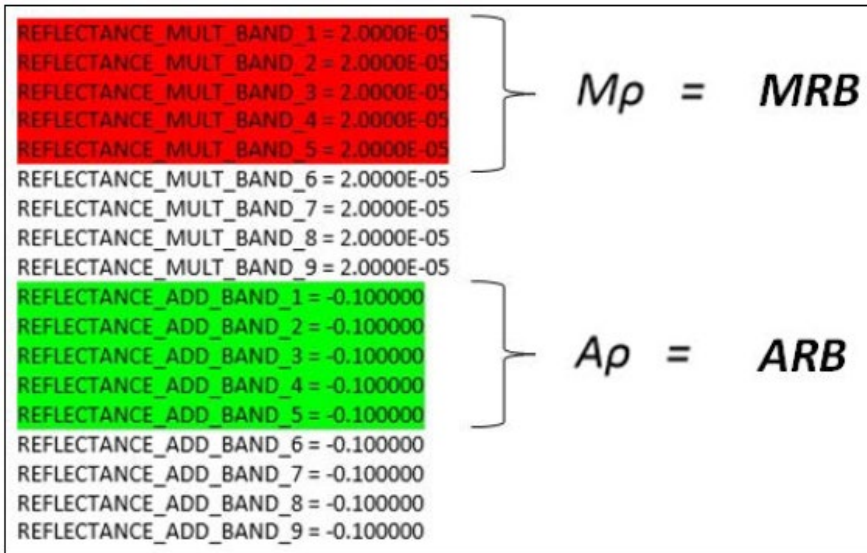 REFLECTANCE_MULT_BAND_1 = 2.0000E-05
REFLECTANCE_MULT_BAND_2 = 2.0000E-05
REFLECTANCE_MULT_BAND_3 = 2.0000E-05
REFLECTANCE_MULT_BAND_4 = 2.0000E-05
REFLECTANCE_MULT_BAND_5 = 2.0000E-05
REFLECTANCE_MULT_BAND_6 = 2.0000E-05
REFLECTANCE_MULT_BAND_7 = 2.0000E-05
REFLECTANCE_MULT_BAND_8 = 2.0000E-05
REFLECTANCE_MULT_BAND_9 = 2.0000E-05
Mρ = MRB
REFLECTANCE_ADD_BAND_1 = -0.100000
REFLECTANCE_ADD_BAND_2 = -0.100000
REFLECTANCE_ADD_BAND_3 = -0.100000
REFLECTANCE_ADD_BAND_4 = -0.100000
REFLECTANCE_ADD_BAND_5 = -0.100000
REFLECTANCE_ADD_BAND_6 = -0.100000
REFLECTANCE_ADD_BAND_7 = -0.100000
REFLECTANCE_ADD_BAND_8 = -0.100000
REFLECTANCE_ADD_BAND_9 = -0.100000
Aρ = ARB